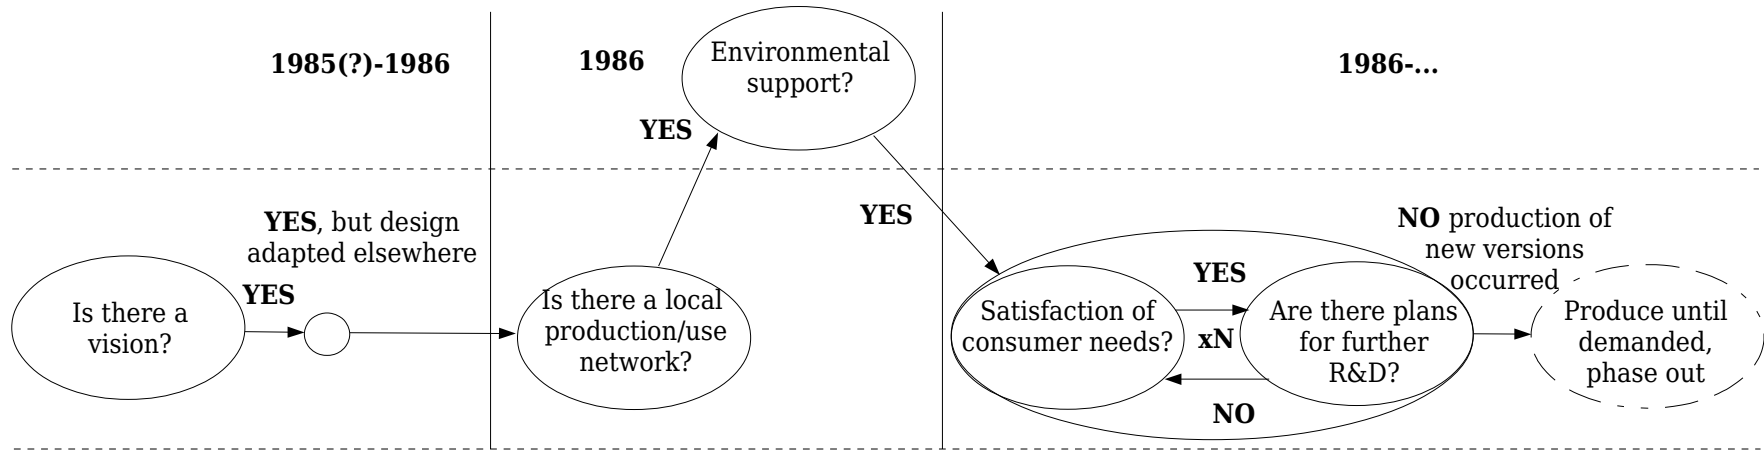 1985(?)-1986
1986
Environmental
support?
1986-...
YES
YES, but design
adapted elsewhere
YES
Is there a
vision?
Is there a local
production/use
network?
YES
Satisfaction of
consumer needs?
YES
xN
NO
Are there plans
for further
R&D?
NO production of
new versions
occurred
Produce until
demanded,
phase out